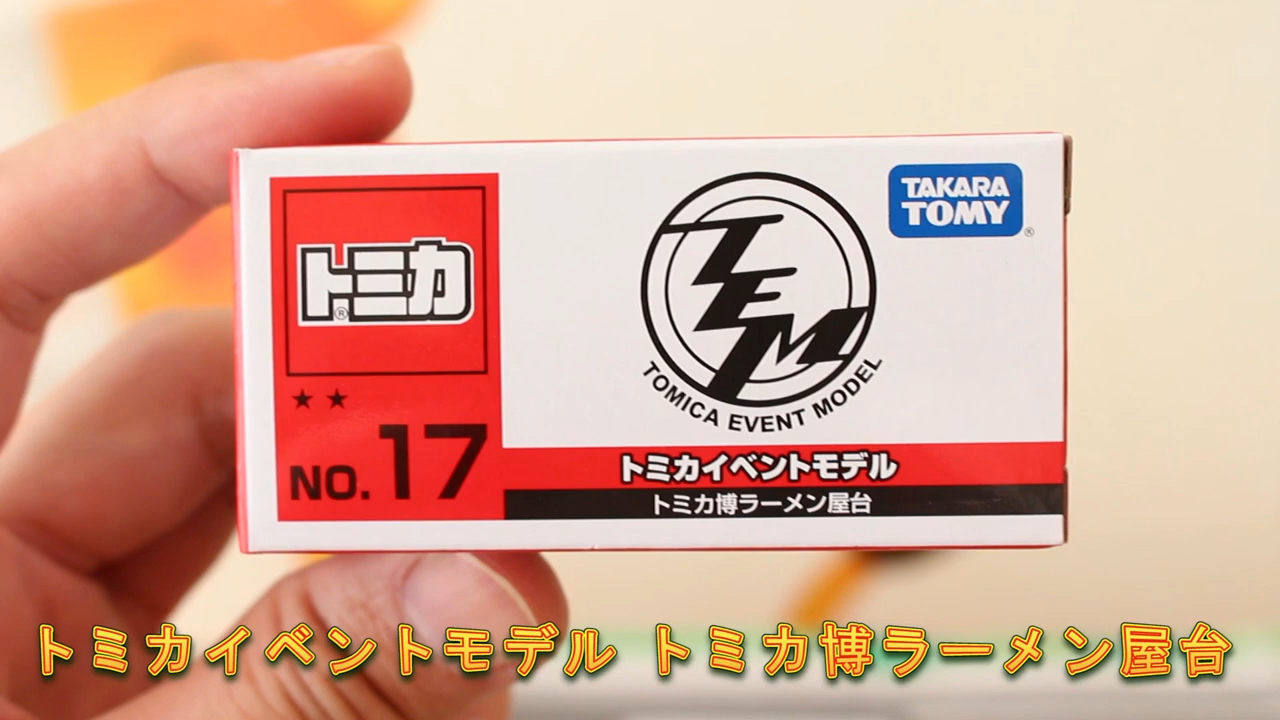 トミカ
®
★★
NO.17
TEM
TOMICA EVENT MODEL
TAKARA
TOMY
®
トミカイベントモデル
トミカ博ラーメン屋台
トミカイベントモデル トミカ博ラーメン屋台